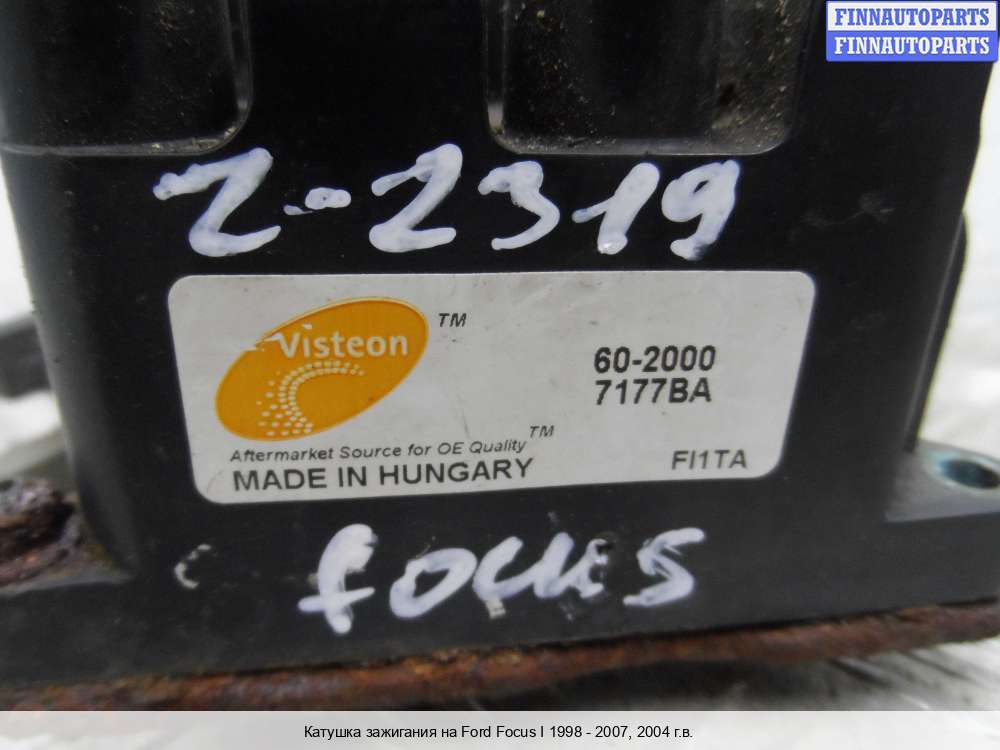 FINNAUTOPARTS
FINNAUTOPARTS
Z-2319
Visteon TM
60-2000
7177BA
Aftermarket Source for OE Quality TM
MADE IN HUNGARY
FI1TA
focus
Катушка зажигания на Ford Focus I 1998 - 2007, 2004 г.в.